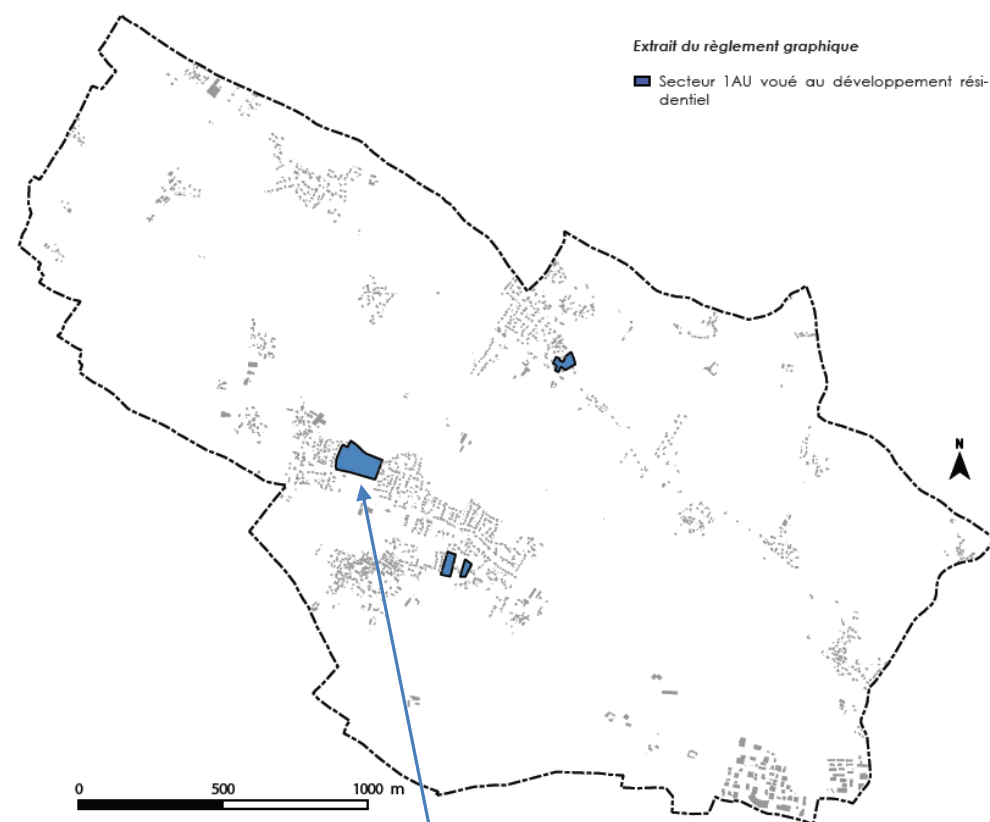 Extrait du règlement graphique
Secteur 1AU voué au développement rési-
dentiel
N
0 500 1000 m